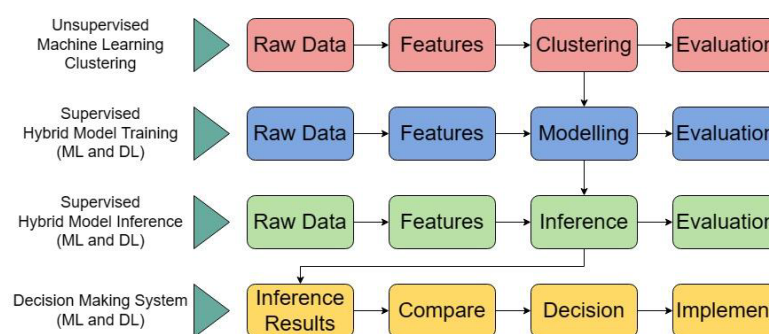 Unsupervised
Machine Learning
Clustering
Raw Data
Features
Clustering
Evaluation
Supervised
Hybrid Model Training
(ML and DL)
Raw Data
Features
Modelling
Evaluation
Supervised
Hybrid Model Inference
(ML and DL)
Raw Data
Features
Inference
Evaluation
Decision Making System
(ML and DL)
Inference
Results
Compare
Decision
Implement